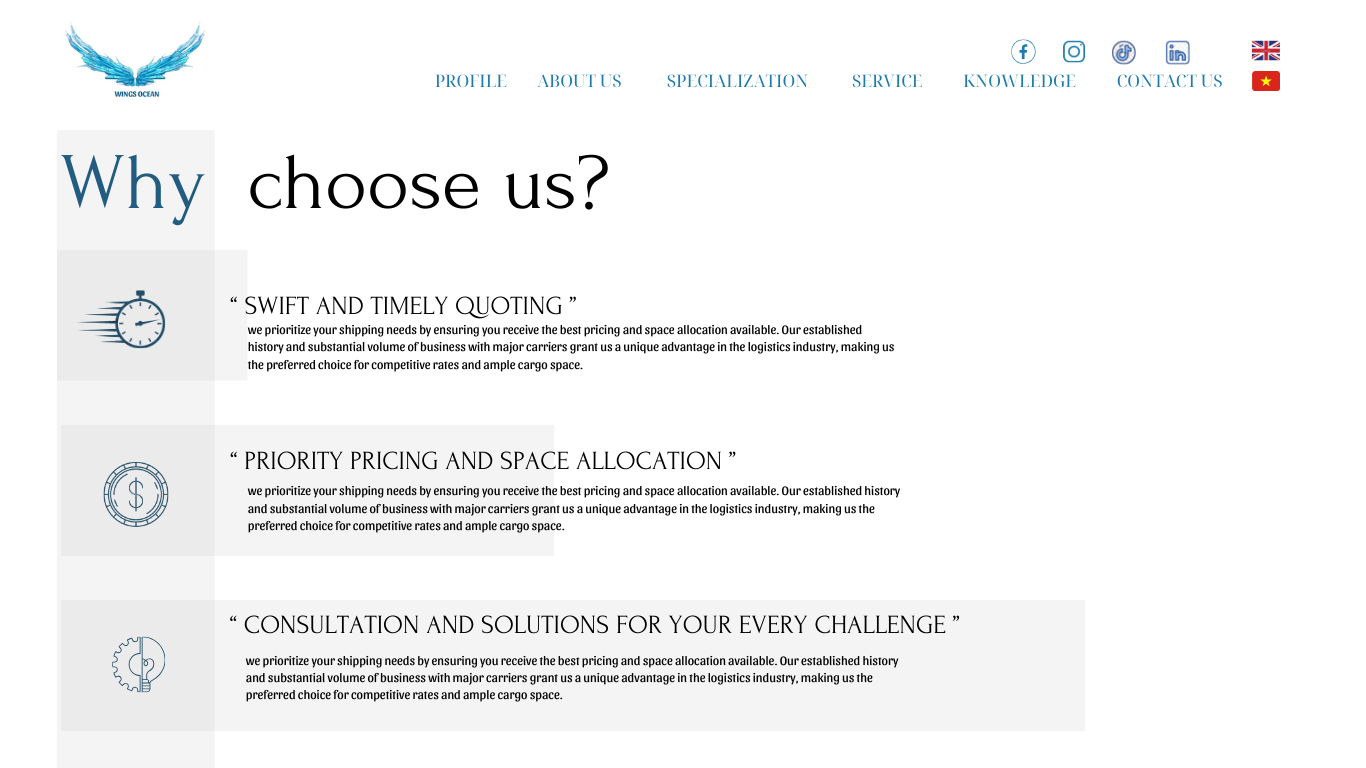 WINGS OCEAN
PROFILE ABOUT US SPECIALIZATION SERVICE KNOWLEDGE CONTACT US
Why choose us?
“ SWIFT AND TIMELY QUOTING ”
we prioritize your shipping needs by ensuring you receive the best pricing and space allocation available. Our established
history and substantial volume of business with major carriers grant us a unique advantage in the logistics industry, making us
the preferred choice for competitive rates and ample cargo space.
“ PRIORITY PRICING AND SPACE ALLOCATION ”
we prioritize your shipping needs by ensuring you receive the best pricing and space allocation available. Our established history
and substantial volume of business with major carriers grant us a unique advantage in the logistics industry, making us the
preferred choice for competitive rates and ample cargo space.
“ CONSULTATION AND SOLUTIONS FOR YOUR EVERY CHALLENGE ”
we prioritize your shipping needs by ensuring you receive the best pricing and space allocation available. Our established history
and substantial volume of business with major carriers grant us a unique advantage in the logistics industry, making us the
preferred choice for competitive rates and ample cargo space.